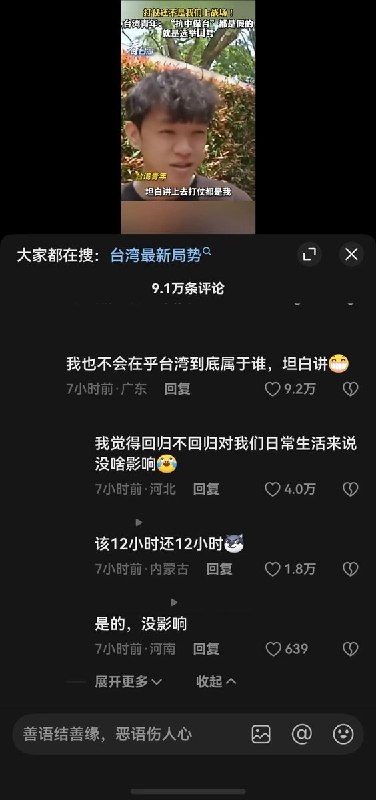 打仗还不是我们上战场！
台湾青年：“抗中保台”都是假的
就是选举口号
台湾青年
坦白讲上去打仗都是我
大家都在搜：台湾最新局势
9.1万条评论
我也不会在乎台湾到底属于谁，坦白讲😁
7小时前·广东 回复 9.2万
我觉得回归不回归对我们日常生活来说
没啥影响😂
7小时前·河北 回复 4.0万
该12小时还12小时
7小时前·内蒙古 回复 1.8万
是的，没影响
7小时前·河南 回复 639
展开更多 收起
善语结善缘，恶语伤人心